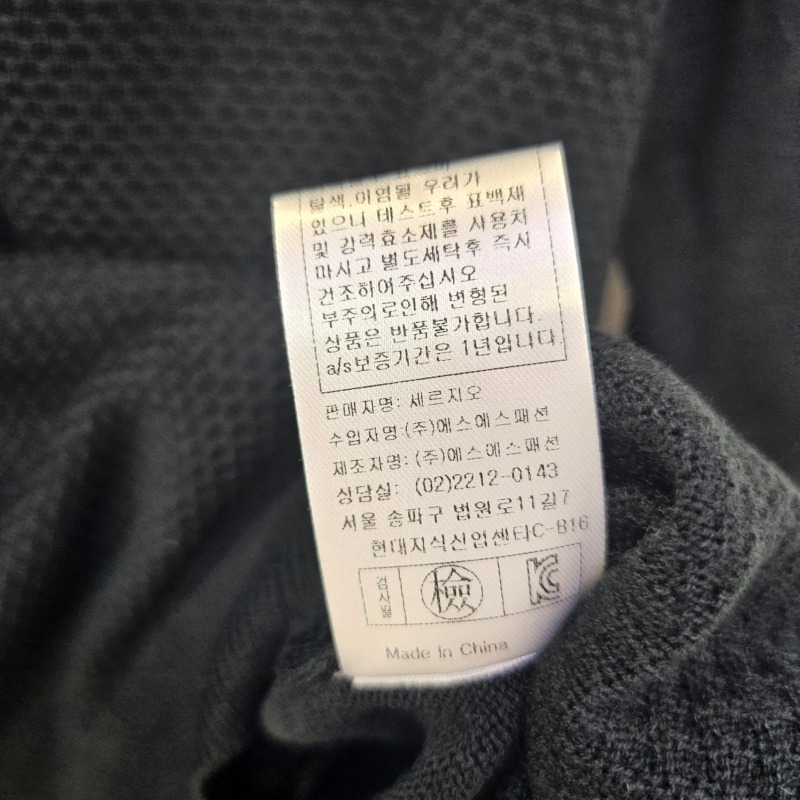 탈색.이염될 우려가
있으니 테스트후 표백제
및 강력효소제를 사용치
마시고 별도세탁후 즉시
건조하여주십시오
부주의로인해 변형된
상품은 반품불가합니다.
a/s보증기간은 1년입니다.
판매자명: 세르지오
수입자명:(주)에스에스패션
제조자명: (주)에스에스패션
상담실: (02)2212-0143
서울 송파구 법원로11길7
현대지식산업센터C-B16
검사필 檢 KC
Made In China